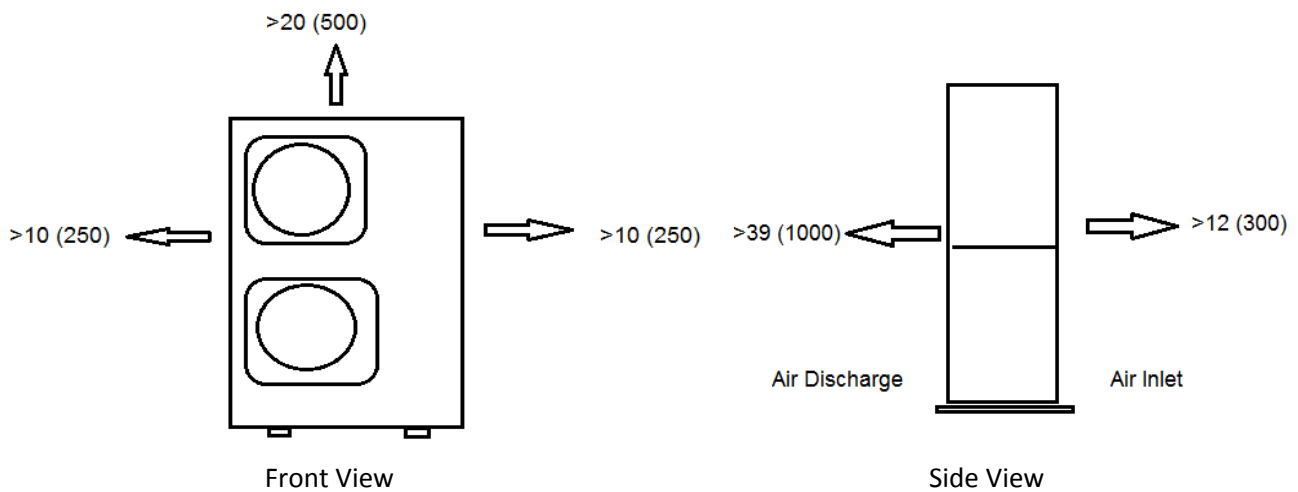 >20 (500)
>10 (250)
>10 (250)
>39 (1000)
>12 (300)
Air Discharge
Air Inlet
Front View
Side View